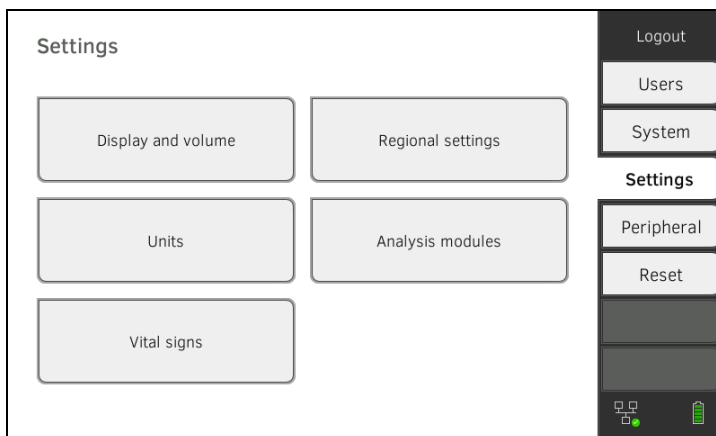 Settings
Display and volume
Regional settings
Units
Analysis modules
Vital signs
Logout
Users
System
Settings
Peripheral
Reset